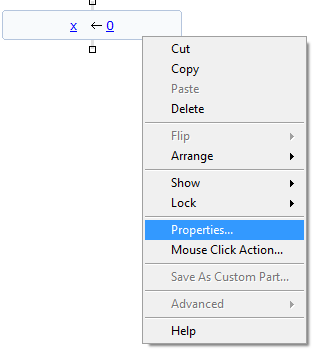 x ← 0
Cut
Copy
Paste
Delete
Flip
Arrange
Show
Lock
Properties...
Mouse Click Action...
Save As Custom Part...
Advanced
Help